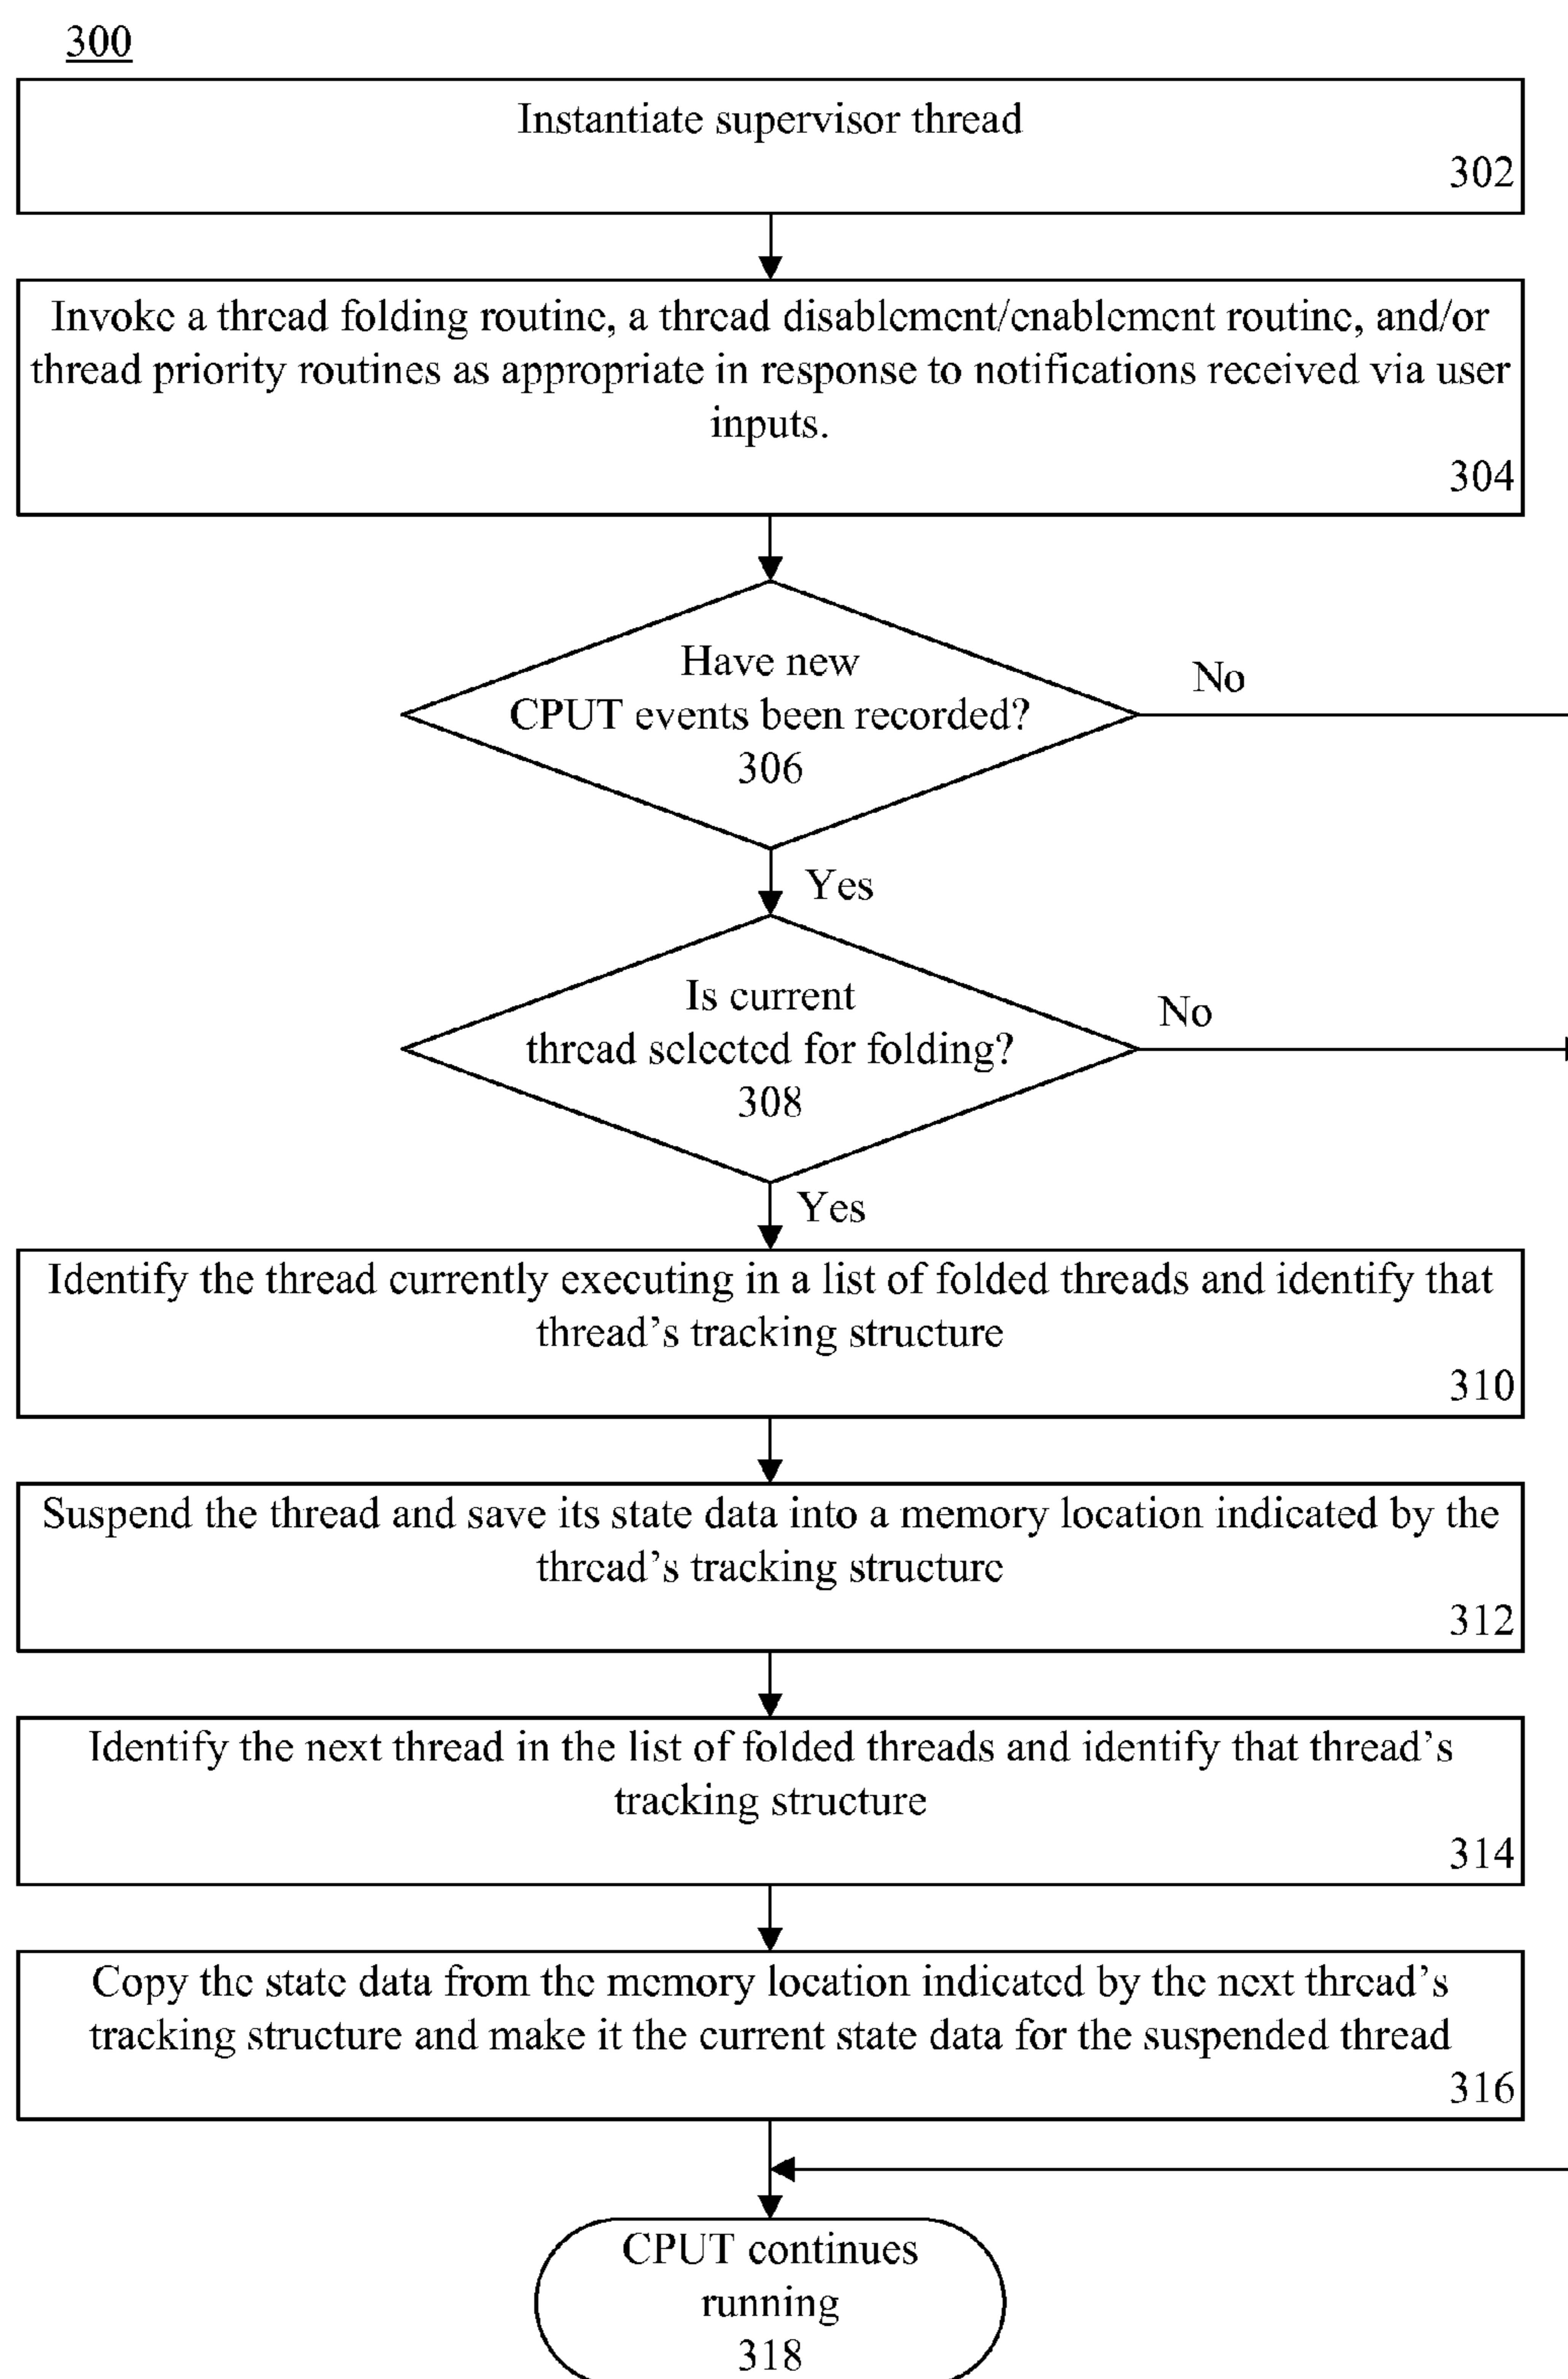 300
Instantiate supervisor thread
302
Invoke a thread folding routine, a thread disablement/enablement routine, and/or
thread priority routines as appropriate in response to notifications received via user
inputs.
304
Have new
CPUT events been recorded?
306
No
Yes
Is current
thread selected for folding?
308
No
Yes
Identify the thread currently executing in a list of folded threads and identify that
thread’s tracking structure
310
Suspend the thread and save its state data into a memory location indicated by the
thread’s tracking structure
312
Identify the next thread in the list of folded threads and identify that thread’s
tracking structure
314
Copy the state data from the memory location indicated by the next thread’s
tracking structure and make it the current state data for the suspended thread
316
CPUT continues
running
318